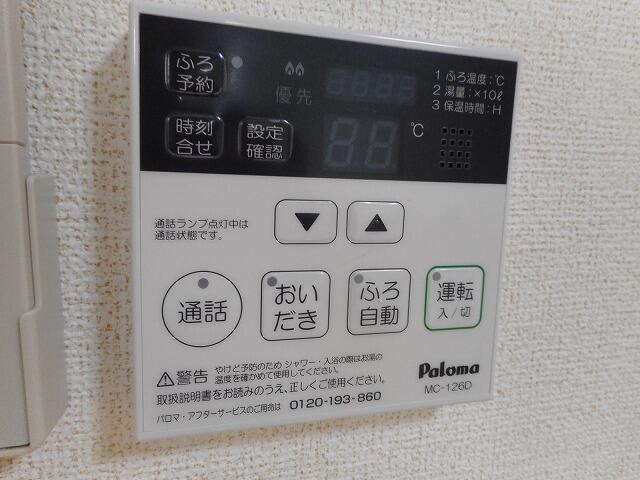 ふろ
予約
優先
1 ふろ温度:℃
2 湯量:×10ℓ
3 保温時間:H
時刻
合せ
設定
確認
℃
通話ランプ点灯中は
通話状態です。
▼
▲
通話
おい
だき
ふろ
自動
運転
入/切
⚠警告 やけど予防のため シャワー・入浴の際はお湯の
温度を確かめて使用してください。
取扱説明書をお読みのうえ、正しくご使用ください。
パロマ・アフターサービスのご用命は 0120-193-860
Paloma
MC-126D